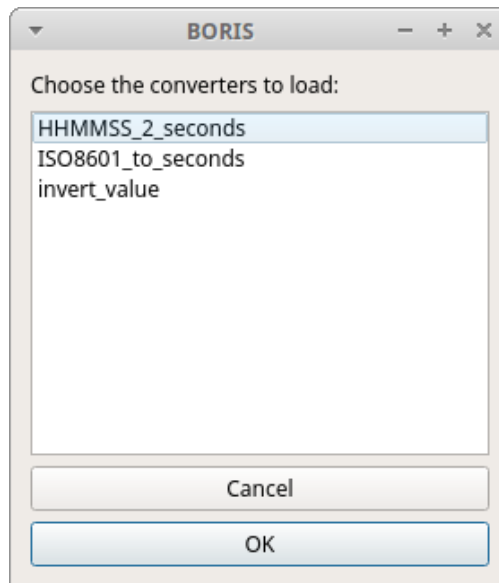 BORIS
Choose the converters to load:
HHMMSS_2_seconds
ISO8601_to_seconds
invert_value
Cancel
OK